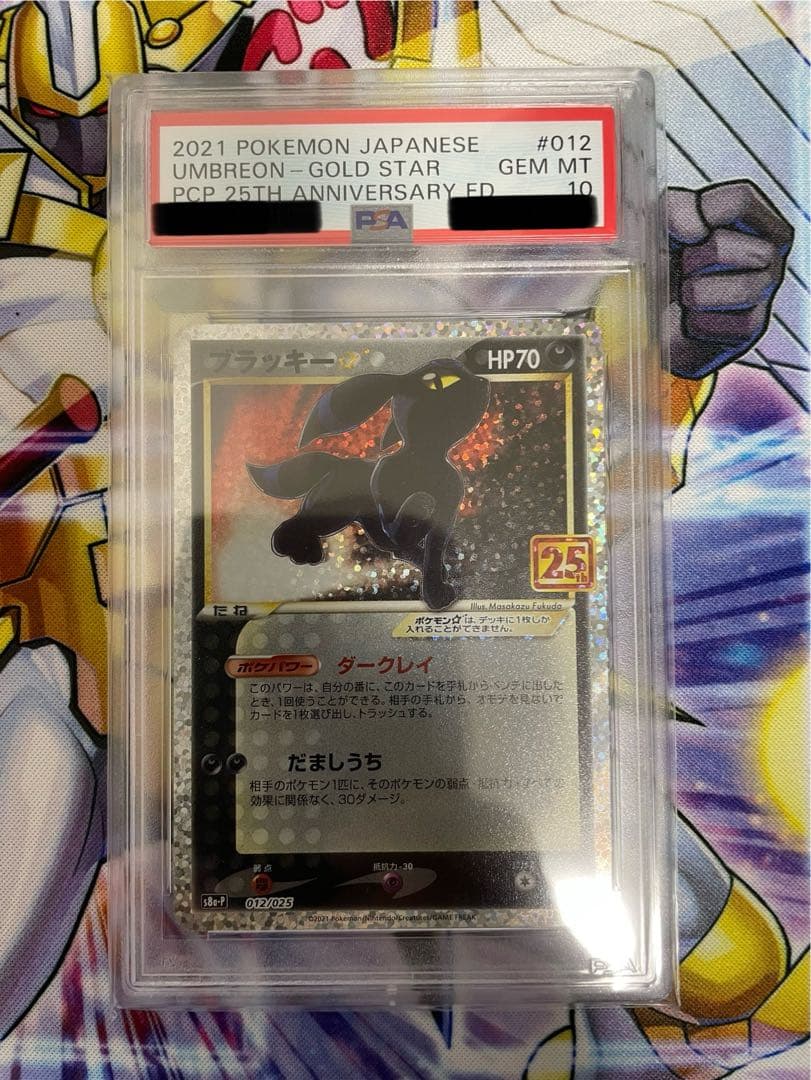 2021 POKEMON JAPANESE #012
UMBREON - GOLD STAR GEM MT
PCP 25TH ANNIVERSARY ED 10
PSA
ブラッキー☆ HP70
25th
たね
Illus. Masakazu Fukuda
ポケモン☆は、デッキに1枚しか
入れることができません。
ポケパワー ダークレイ
このパワーは、自分の番に、このカードを手札からベンチに出した
とき、1回使うことができる。相手の手札から、オモテを見ないで
カードを1枚選び出し、トラッシュする。
だましうち
相手のポケモン1匹に、そのポケモンの弱点・抵抗力・すべての
効果に関係なく、30ダメージ。
弱点 抵抗力 -30
s8a-P 012/025
©2021 Pokémon/Nintendo/Creatures/GAME FREAK
PSA